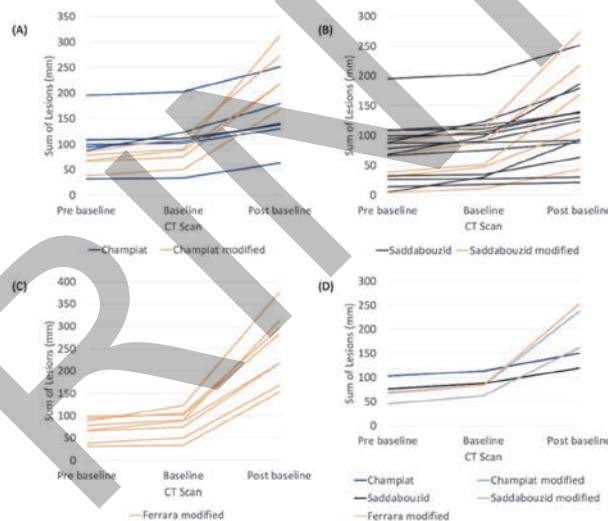 (A)
Sum of Lesions (mm)
350
300
250
200
150
100
50
0
Pre baseline Baseline Post baseline
CT Scan
Champiat Champiat modified
(B)
Sum of Lesions (mm)
300
250
200
150
100
50
0
Pre baseline Baseline Post baseline
CT Scan
Saddabouzid Saddabouzid modified
(C)
Sum of Lesions (mm)
400
350
300
250
200
150
100
50
0
Pre baseline Baseline Post baseline
CT Scan
Ferrara modified
(D)
Sum of Lesions (mm)
300
250
200
150
100
50
0
Pre baseline Baseline Post baseline
CT Scan
Champiat Champiat modified
Saddabouzid Saddabouzid modified
Ferrara modified